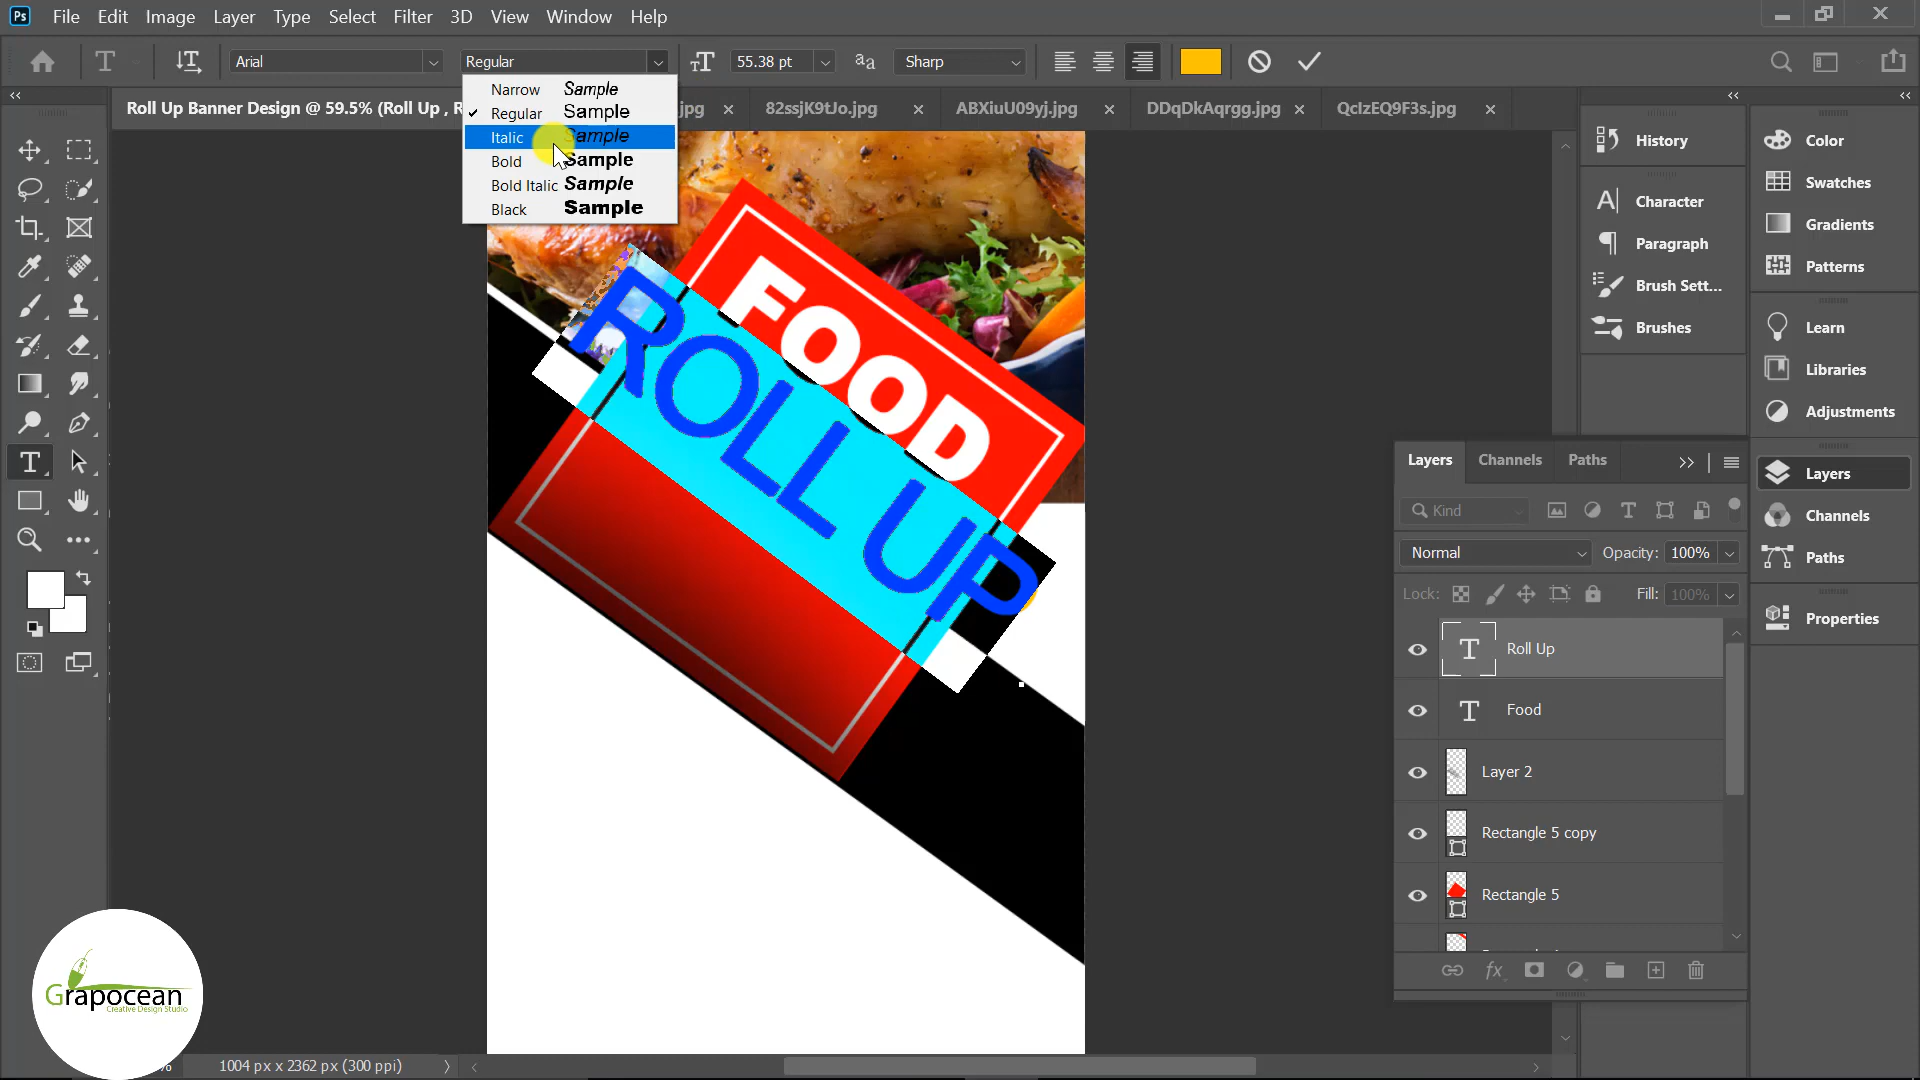 Ps File Edit Image Layer Type Select Filter 3D View Window Help
Arial Regular 55.38 pt Sharp
Narrow Sample
Regular Sample
Italic Sample
Bold Sample
Bold Italic Sample
Black Sample
Roll Up Banner Design @ 59.5% (Roll Up , R jpg 82ssjK9tJo.jpg ABXiuU09yj.jpg DDqDkAqrgg.jpg QcIzEQ9F3s.jpg
FOOD
ROLL UP
History
Character
Paragraph
Brush Sett...
Brushes
Color
Swatches
Gradients
Patterns
Learn
Libraries
Adjustments
Layers
Channels
Paths
Properties
Layers Channels Paths
Kind
Normal Opacity: 100%
Lock: Fill: 100%
Roll Up
Food
Layer 2
Rectangle 5 copy
Rectangle 5
fx
Grapocean
Creative Design Studio
% 1004 px x 2362 px (300 ppi)